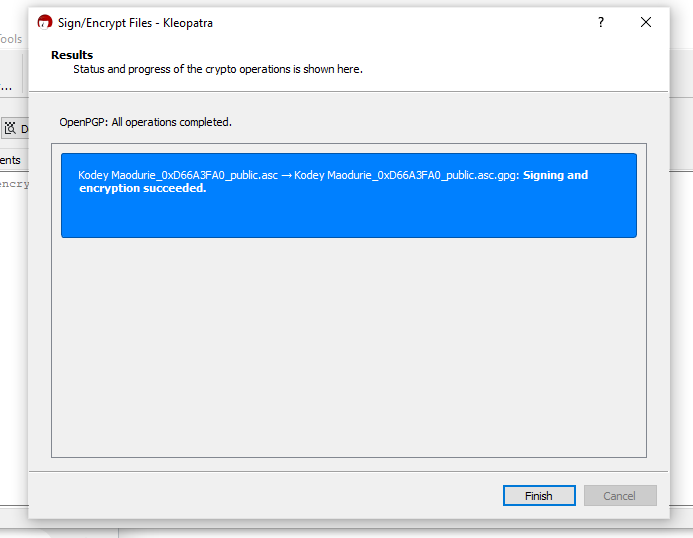 Sign/Encrypt Files - Kleopatra
?
Results
Status and progress of the crypto operations is shown here.
ools
...
OpenPGP: All operations completed.
D
ents
Kodey Maodurie_0xD66A3FA0_public.asc → Kodey Maodurie_0xD66A3FA0_public.asc.gpg: Signing and
encryption succeeded.
encry
Finish
Cancel